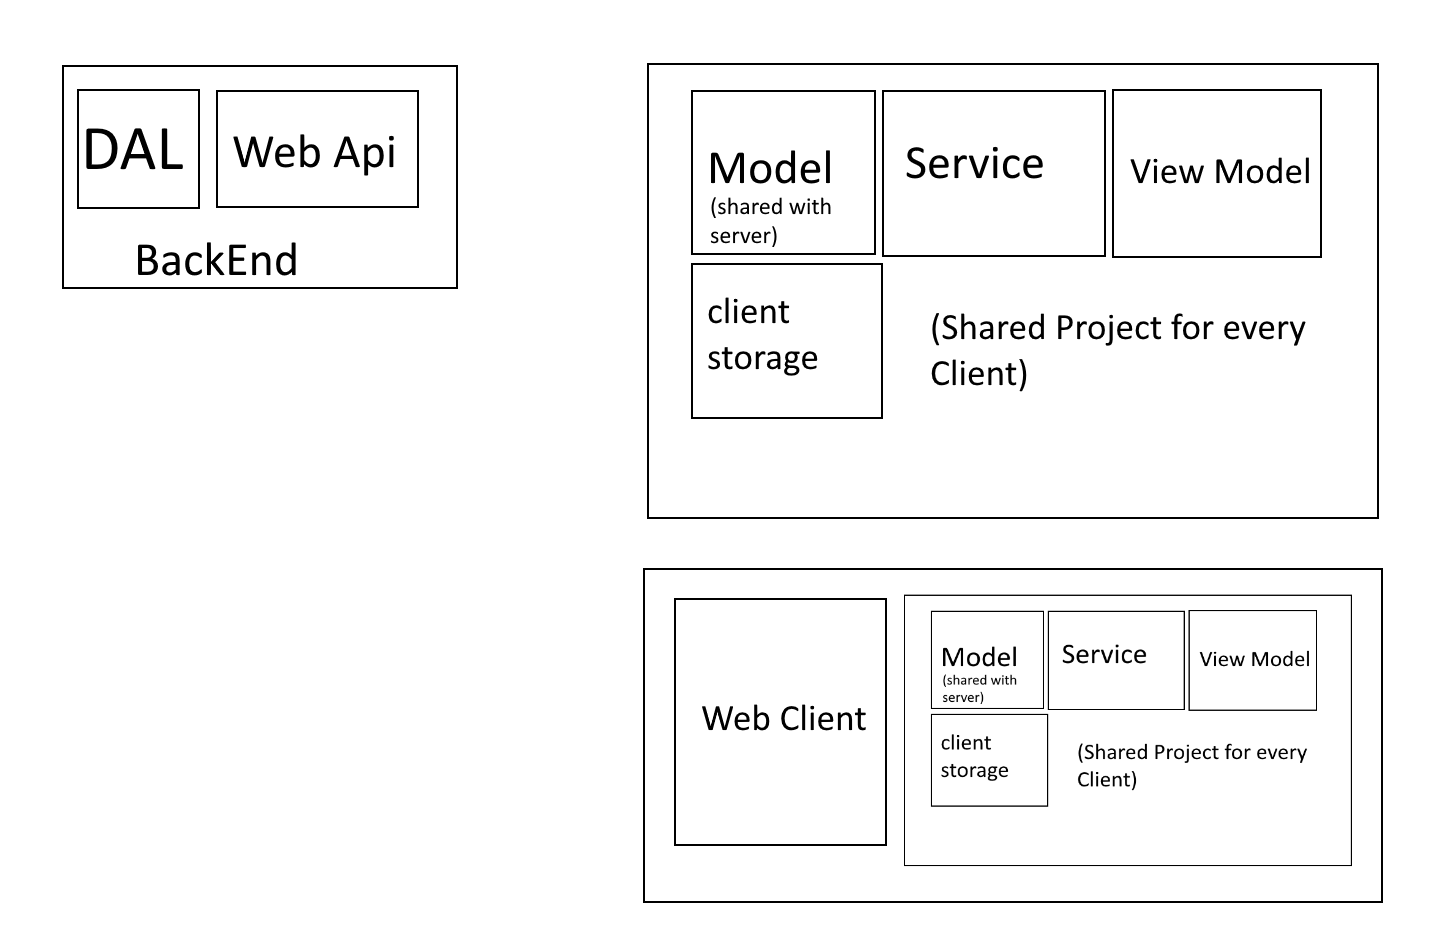 DAL
Web Api
BackEnd
Model
(shared with
server)
Service
View Model
client
storage
(Shared Project for every
Client)
Web Client
Model
(shared with
server)
Service
View Model
client
storage
(Shared Project for every
Client)